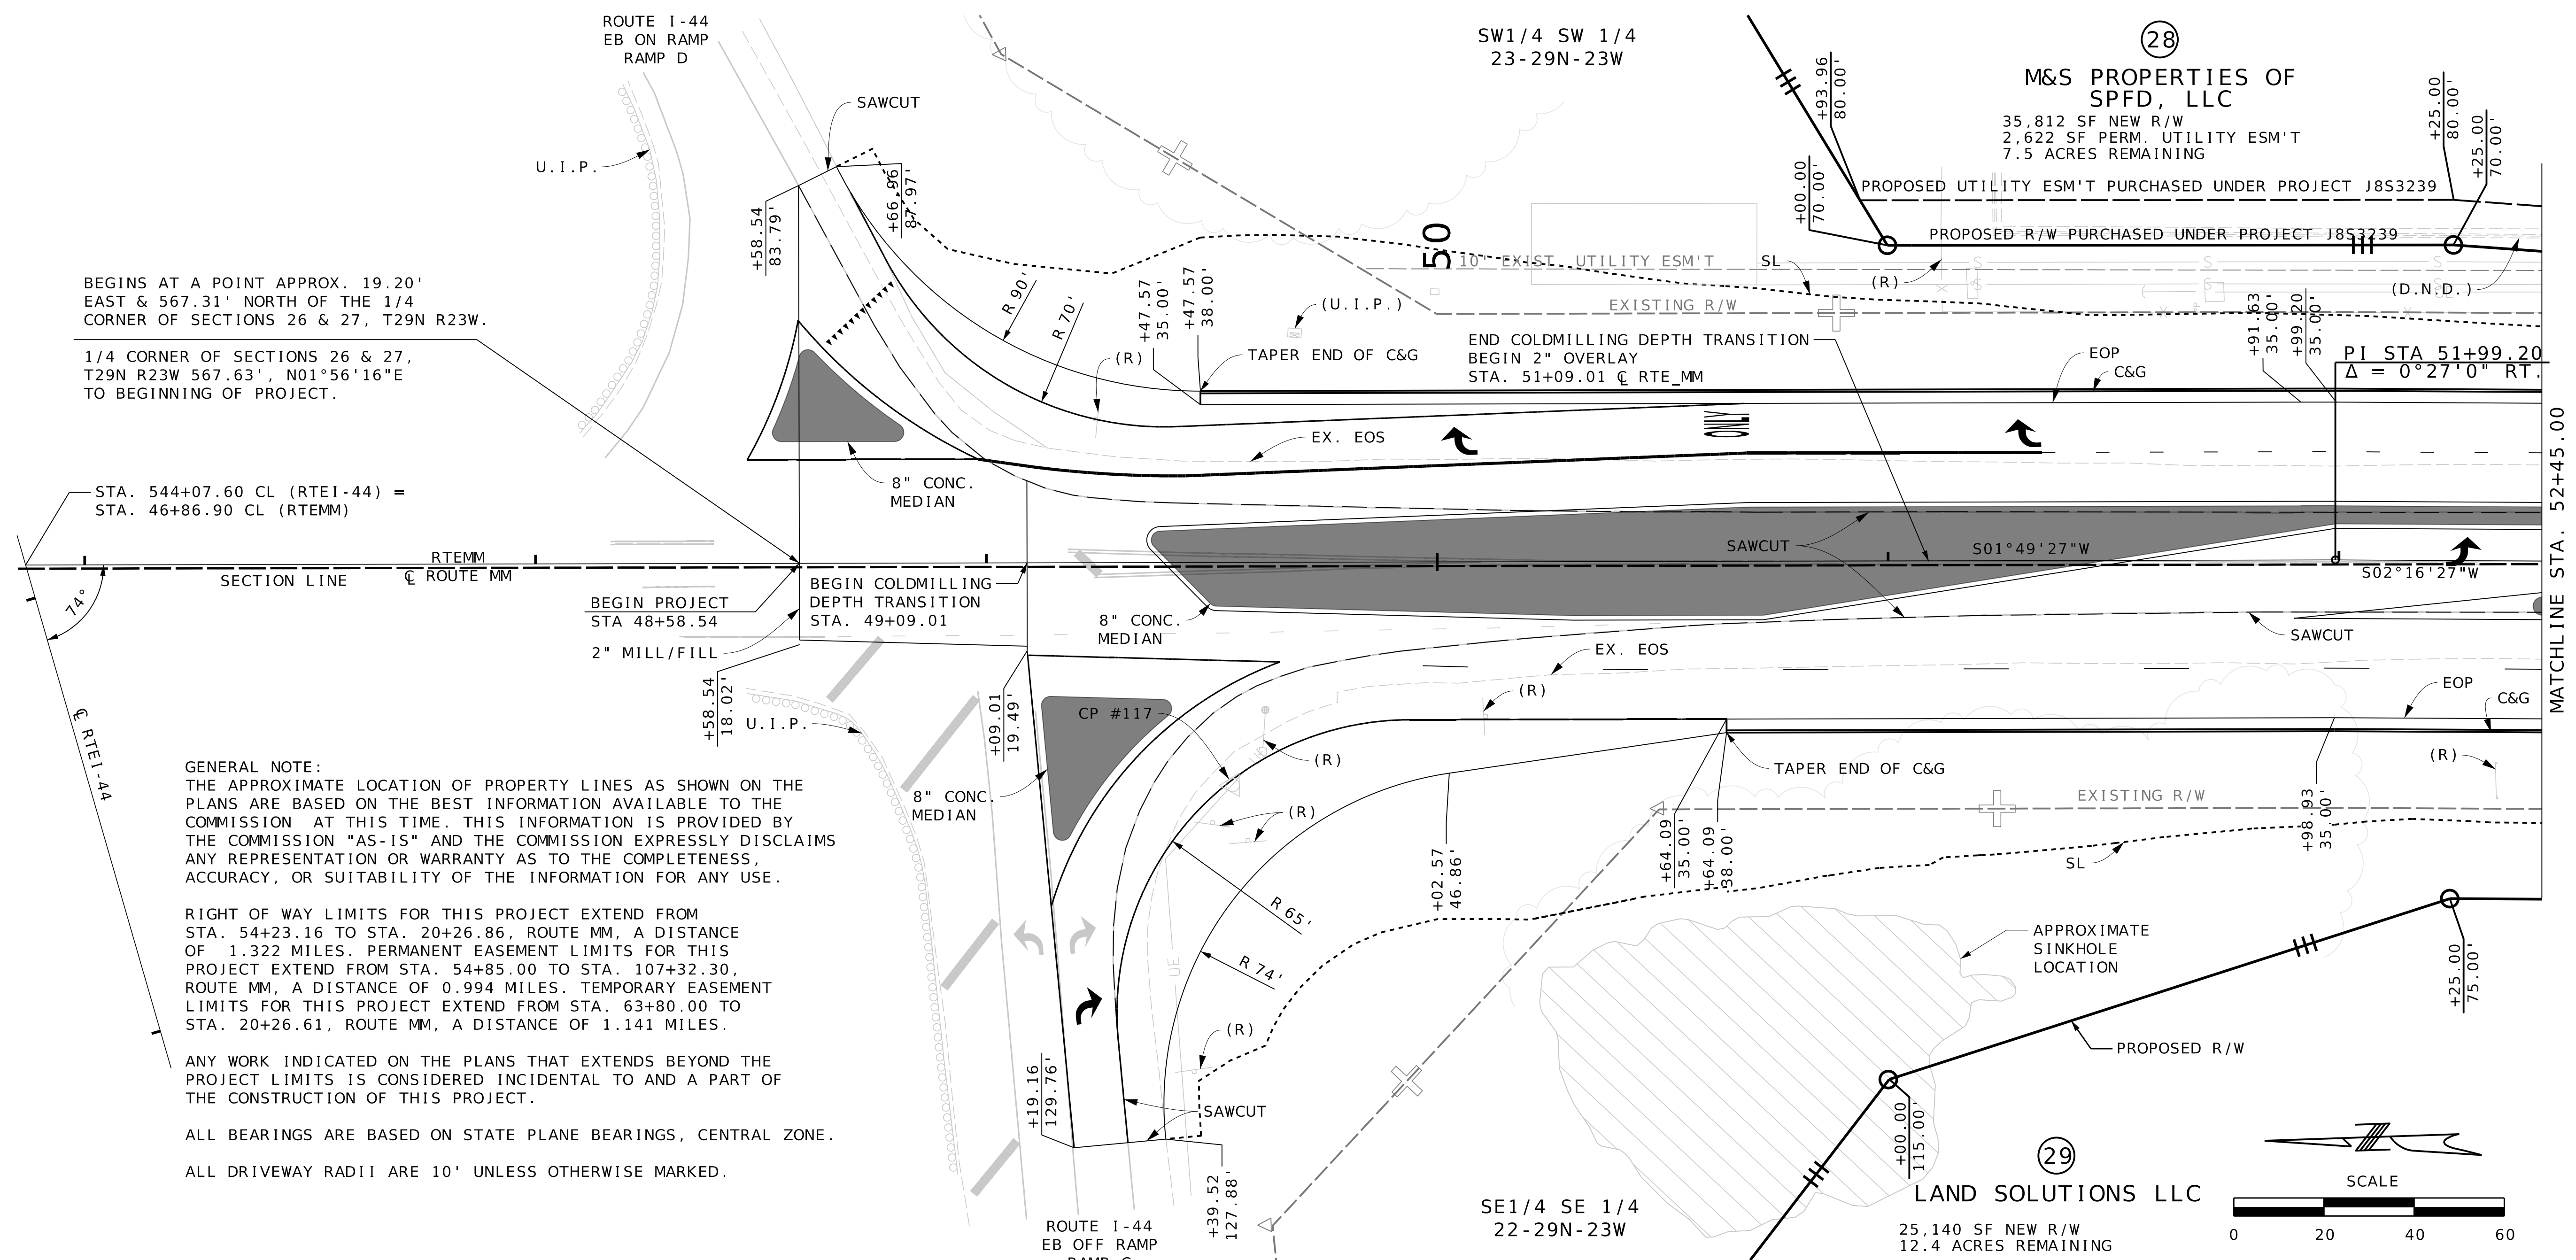 ROUTE I-44
EB ON RAMP
RAMP D
SAWCUT
U.I.P.
+58.54
83.79'
+66.96
87.97'
SW1/4 SW 1/4
23-29N-23W
28
M&S PROPERTIES OF
SPFD, LLC
35,812 SF NEW R/W
2,622 SF PERM. UTILITY ESM'T
7.5 ACRES REMAINING
+93.96
80.00'
+00.00
70.00'
+25.00
80.00'
+25.00
70.00'
PROPOSED UTILITY ESM'T PURCHASED UNDER PROJECT J8S3239
PROPOSED R/W PURCHASED UNDER PROJECT J8S3239
50
10' EXIST. UTILITY ESM'T
SL
(R)
(D.N.D.)
EXISTING R/W
(U.I.P.)
BEGINS AT A POINT APPROX. 19.20'
EAST & 567.31' NORTH OF THE 1/4
CORNER OF SECTIONS 26 & 27, T29N R23W.
1/4 CORNER OF SECTIONS 26 & 27,
T29N R23W 567.63', N01°56'16"E
TO BEGINNING OF PROJECT.
R 90'
R 70'
(R)
+47.57
35.00'
+47.57
38.00'
TAPER END OF C&G
END COLDMILLING DEPTH TRANSITION
BEGIN 2" OVERLAY
STA. 51+09.01 ℄ RTE_MM
EOP
C&G
+91.63
35.00'
+99.20
35.00'
PI STA 51+99.20
Δ = 0°27'0" RT.
EX. EOS
ONLY
8" CONC.
MEDIAN
STA. 544+07.60 CL (RTEI-44) =
STA. 46+86.90 CL (RTEMM)
RTEMM
SECTION LINE
℄ ROUTE MM
74°
℄ RTEI-44
BEGIN PROJECT
STA 48+58.54
2" MILL/FILL
BEGIN COLDMILLING
DEPTH TRANSITION
STA. 49+09.01
8" CONC.
MEDIAN
SAWCUT
S01°49'27"W
S02°16'27"W
SAWCUT
MATCHLINE STA. 52+45.00
EX. EOS
+58.54
18.02'
U.I.P.
+09.01
19.49'
CP #117
(R)
(R)
(R)
8" CONC.
MEDIAN
TAPER END OF C&G
EOP
C&G
(R)
EXISTING R/W
+98.93
35.00'
SL
+02.57
46.86'
+64.09
35.00'
+64.09
38.00'
R 65'
R 74'
UE
(R)
SAWCUT
+19.16
129.76'
+39.52
127.88'
APPROXIMATE
SINKHOLE
LOCATION
+25.00
75.00'
PROPOSED R/W
+00.00
115.00'
GENERAL NOTE:
THE APPROXIMATE LOCATION OF PROPERTY LINES AS SHOWN ON THE
PLANS ARE BASED ON THE BEST INFORMATION AVAILABLE TO THE
COMMISSION AT THIS TIME. THIS INFORMATION IS PROVIDED BY
THE COMMISSION "AS-IS" AND THE COMMISSION EXPRESSLY DISCLAIMS
ANY REPRESENTATION OR WARRANTY AS TO THE COMPLETENESS,
ACCURACY, OR SUITABILITY OF THE INFORMATION FOR ANY USE.
RIGHT OF WAY LIMITS FOR THIS PROJECT EXTEND FROM
STA. 54+23.16 TO STA. 20+26.86, ROUTE MM, A DISTANCE
OF 1.322 MILES. PERMANENT EASEMENT LIMITS FOR THIS
PROJECT EXTEND FROM STA. 54+85.00 TO STA. 107+32.30,
ROUTE MM, A DISTANCE OF 0.994 MILES. TEMPORARY EASEMENT
LIMITS FOR THIS PROJECT EXTEND FROM STA. 63+80.00 TO
STA. 20+26.61, ROUTE MM, A DISTANCE OF 1.141 MILES.
ANY WORK INDICATED ON THE PLANS THAT EXTENDS BEYOND THE
PROJECT LIMITS IS CONSIDERED INCIDENTAL TO AND A PART OF
THE CONSTRUCTION OF THIS PROJECT.
ALL BEARINGS ARE BASED ON STATE PLANE BEARINGS, CENTRAL ZONE.
ALL DRIVEWAY RADII ARE 10' UNLESS OTHERWISE MARKED.
ROUTE I-44
EB OFF RAMP
SE1/4 SE 1/4
22-29N-23W
29
LAND SOLUTIONS LLC
25,140 SF NEW R/W
12.4 ACRES REMAINING
SCALE
0 20 40 60